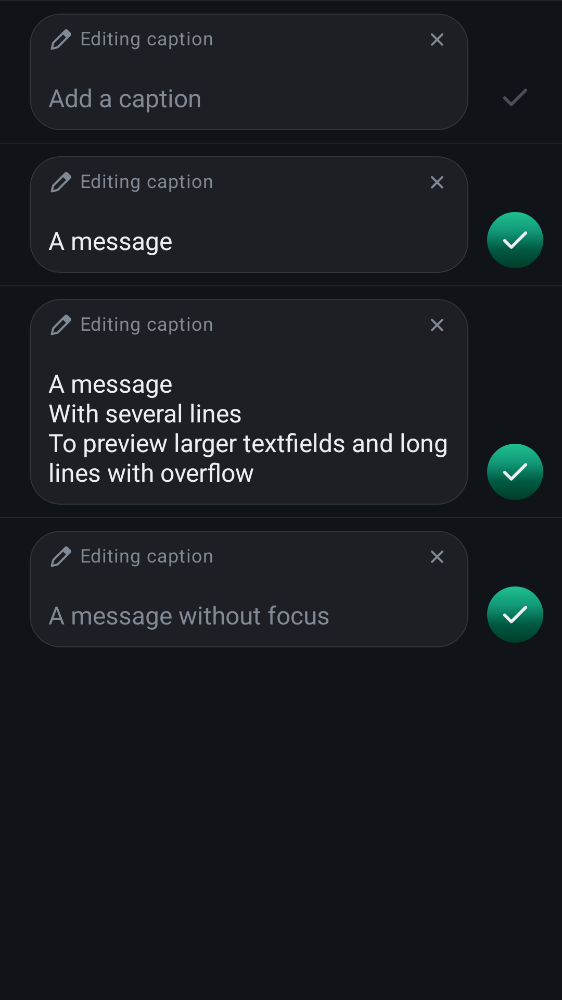 Editing caption
Add a caption
Editing caption
A message
Editing caption
A message
With several lines
To preview larger textfields and long
lines with overflow
Editing caption
A message without focus